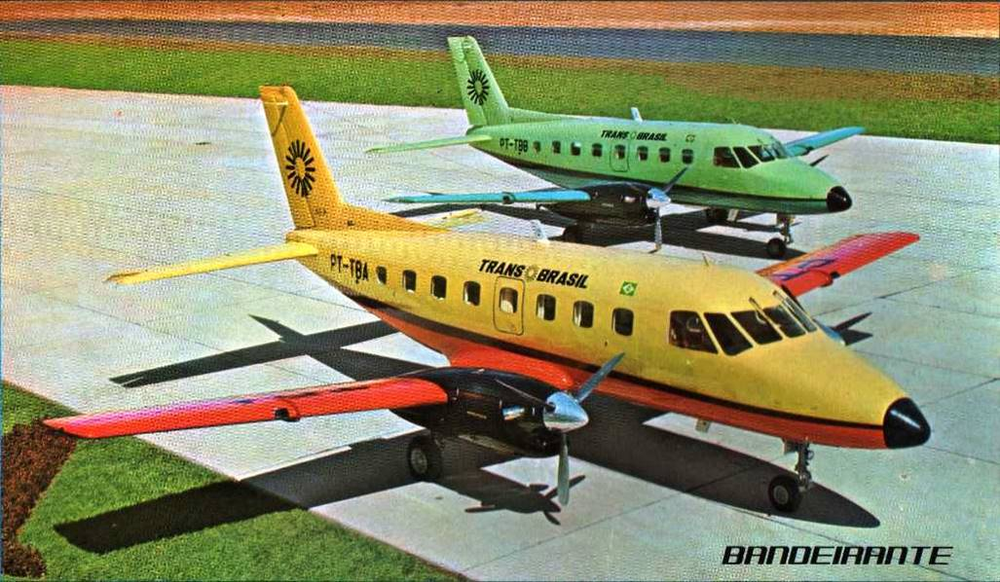 TRANS BRASIL
PT-TBB
TRANS BRASIL
PT-TBA
BANDEIRANTE